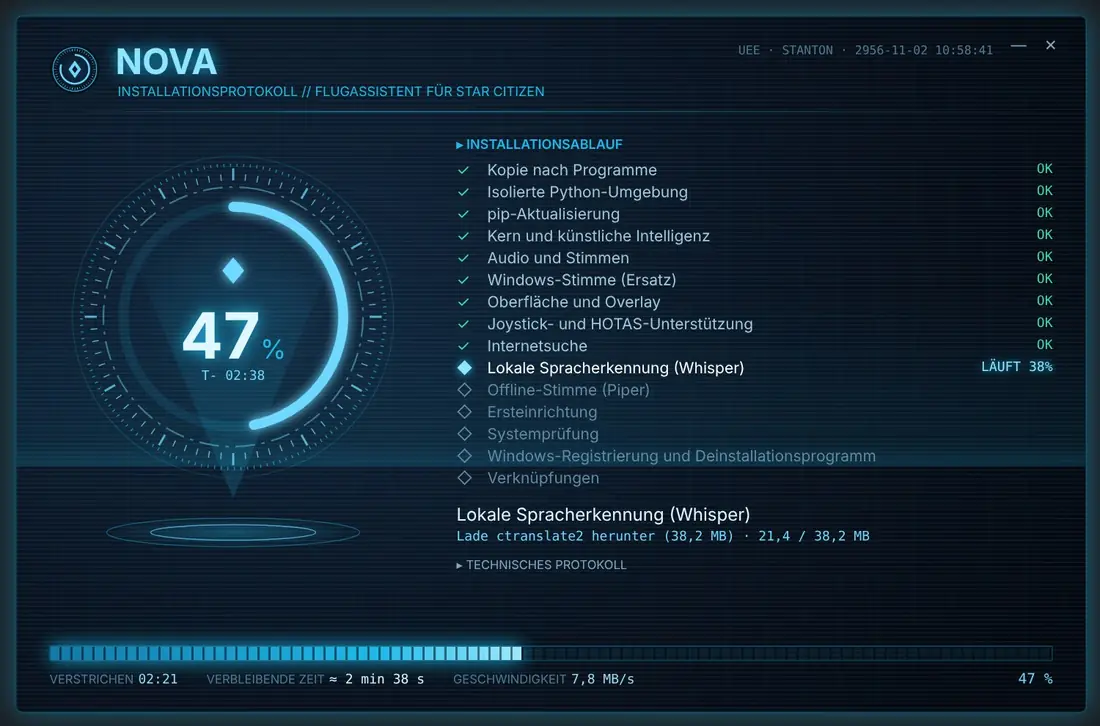 NOVA
UEE · STANTON · 2956-11-02 10:58:41
INSTALLATIONSPROTOKOLL // FLUGASSISTENT FÜR STAR CITIZEN
▸ INSTALLATIONSABLAUF
Kopie nach Programme OK
Isolierte Python-Umgebung OK
pip-Aktualisierung OK
Kern und künstliche Intelligenz OK
Audio und Stimmen OK
Windows-Stimme (Ersatz) OK
Oberfläche und Overlay OK
Joystick- und HOTAS-Unterstützung OK
Internetsuche OK
Lokale Spracherkennung (Whisper) LÄUFT 38%
Offline-Stimme (Piper)
Ersteinrichtung
Systemprüfung
Windows-Registrierung und Deinstallationsprogramm
Verknüpfungen
47 %
T- 02:38
Lokale Spracherkennung (Whisper)
Lade ctranslate2 herunter (38,2 MB) · 21,4 / 38,2 MB
▸ TECHNISCHES PROTOKOLL
VERSTRICHEN 02:21 VERBLEIBENDE ZEIT ≈ 2 min 38 s GESCHWINDIGKEIT 7,8 MB/s 47 %